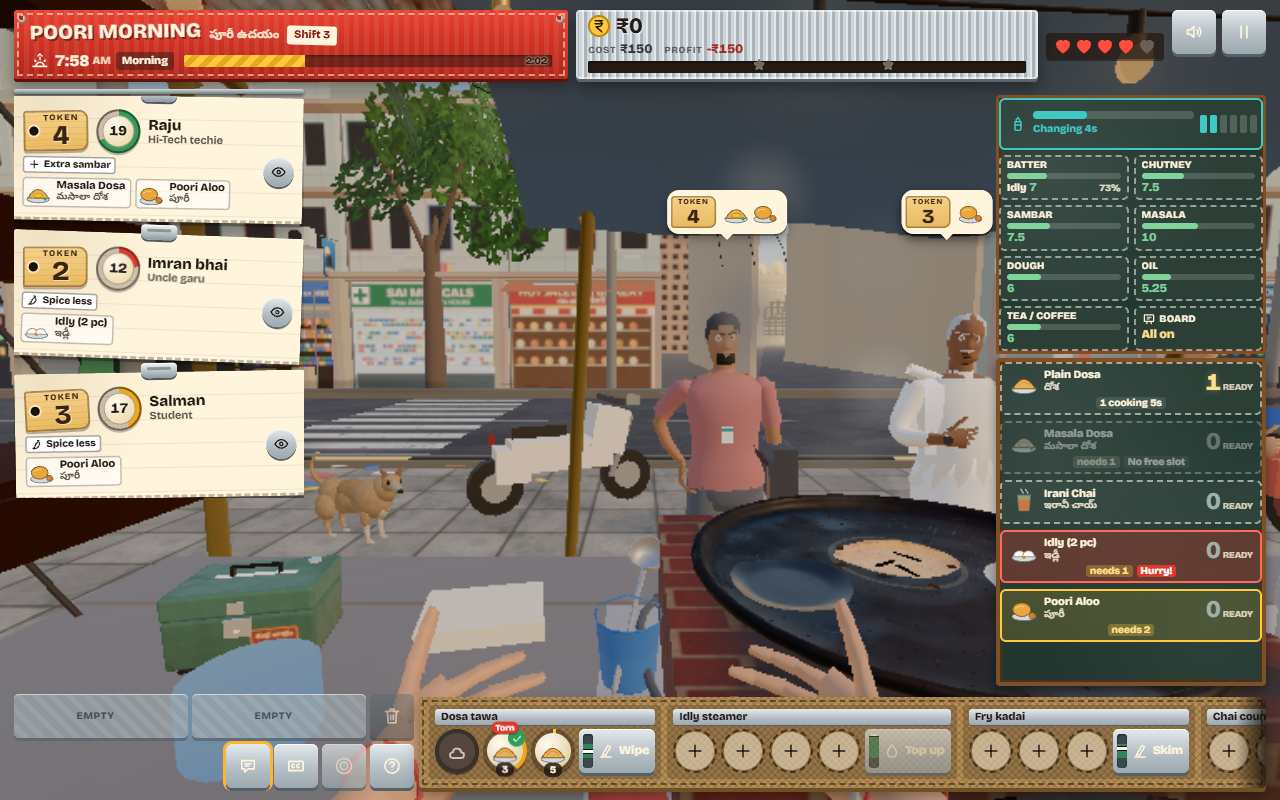 POORI MORNING పూరీ ఉదయం Shift 3
7:58 AM Morning 2:02
₹ ₹0
COST ₹150 PROFIT -₹150
TOKEN
4
19
Raju
Hi-Tech techie
+ Extra sambar
Masala Dosa
మసాలా దోశ
Poori Aloo
పూరీ
TOKEN
2
12
Imran bhai
Uncle garu
Spice less
Idly (2 pc)
ఇడ్లీ
TOKEN
3
17
Salman
Student
Spice less
Poori Aloo
పూరీ
TOKEN
4
TOKEN
3
Changing 4s
BATTER
Idly 7 73%
CHUTNEY
7.5
SAMBAR
7.5
MASALA
10
DOUGH
6
OIL
5.25
TEA / COFFEE
6
BOARD
All on
Plain Dosa
దోశ
1 READY
1 cooking 5s
Masala Dosa
మసాలా దోశ
0 READY
needs 1 No free slot
Irani Chai
ఇరానీ చాయ్
0 READY
Idly (2 pc)
ఇడ్లీ
0 READY
needs 1 Hurry!
Poori Aloo
పూరీ
0 READY
needs 2
EMPTY EMPTY
CC
?
Dosa tawa
Torn
3
5
Wipe
Idly steamer
Top up
Fry kadai
Skim